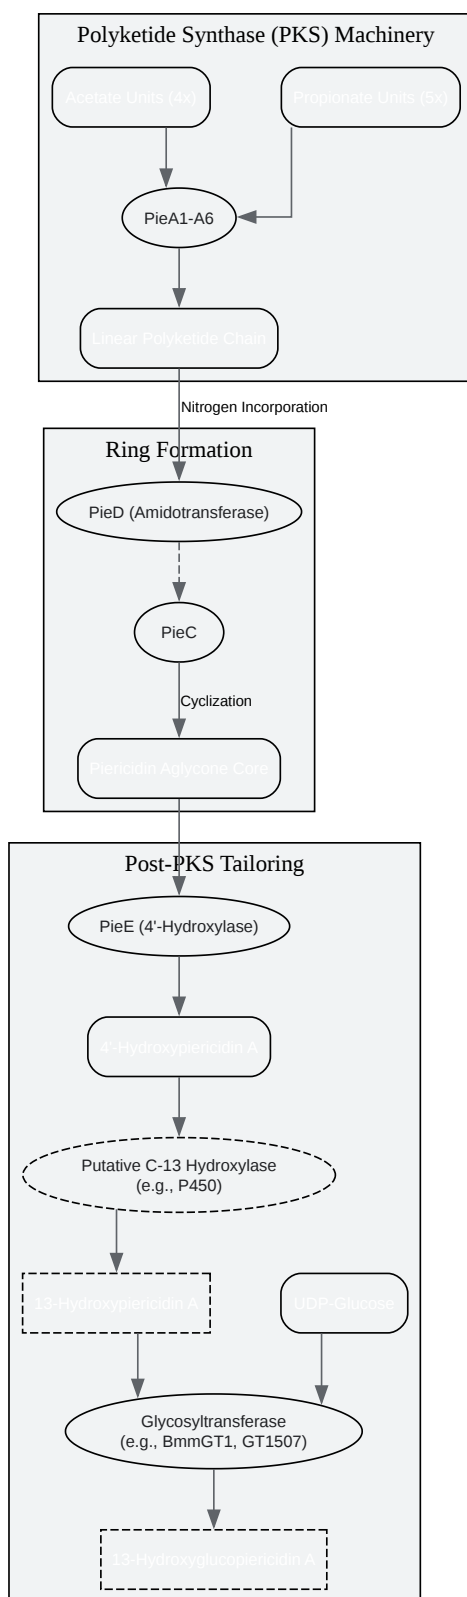 Polyketide Synthase (PKS) Machinery
Acetate Units (4x)
Propionate Units (5x)
PieA1-A6
Linear Polyketide Chain
Nitrogen Incorporation
Ring Formation
PieD (Amidotransferase)
PieC
Cyclization
Piericidin Aglycone Core
Post-PKS Tailoring
PieE (4'-Hydroxylase)
4'-Hydroxypiericidin A
Putative C-13 Hydroxylase
(e.g., P450)
13-Hydroxypiericidin A
UDP-Glucose
Glycosyltransferase
(e.g., BmmGT1, GT1507)
13-Hydroxyglucopiericidin A